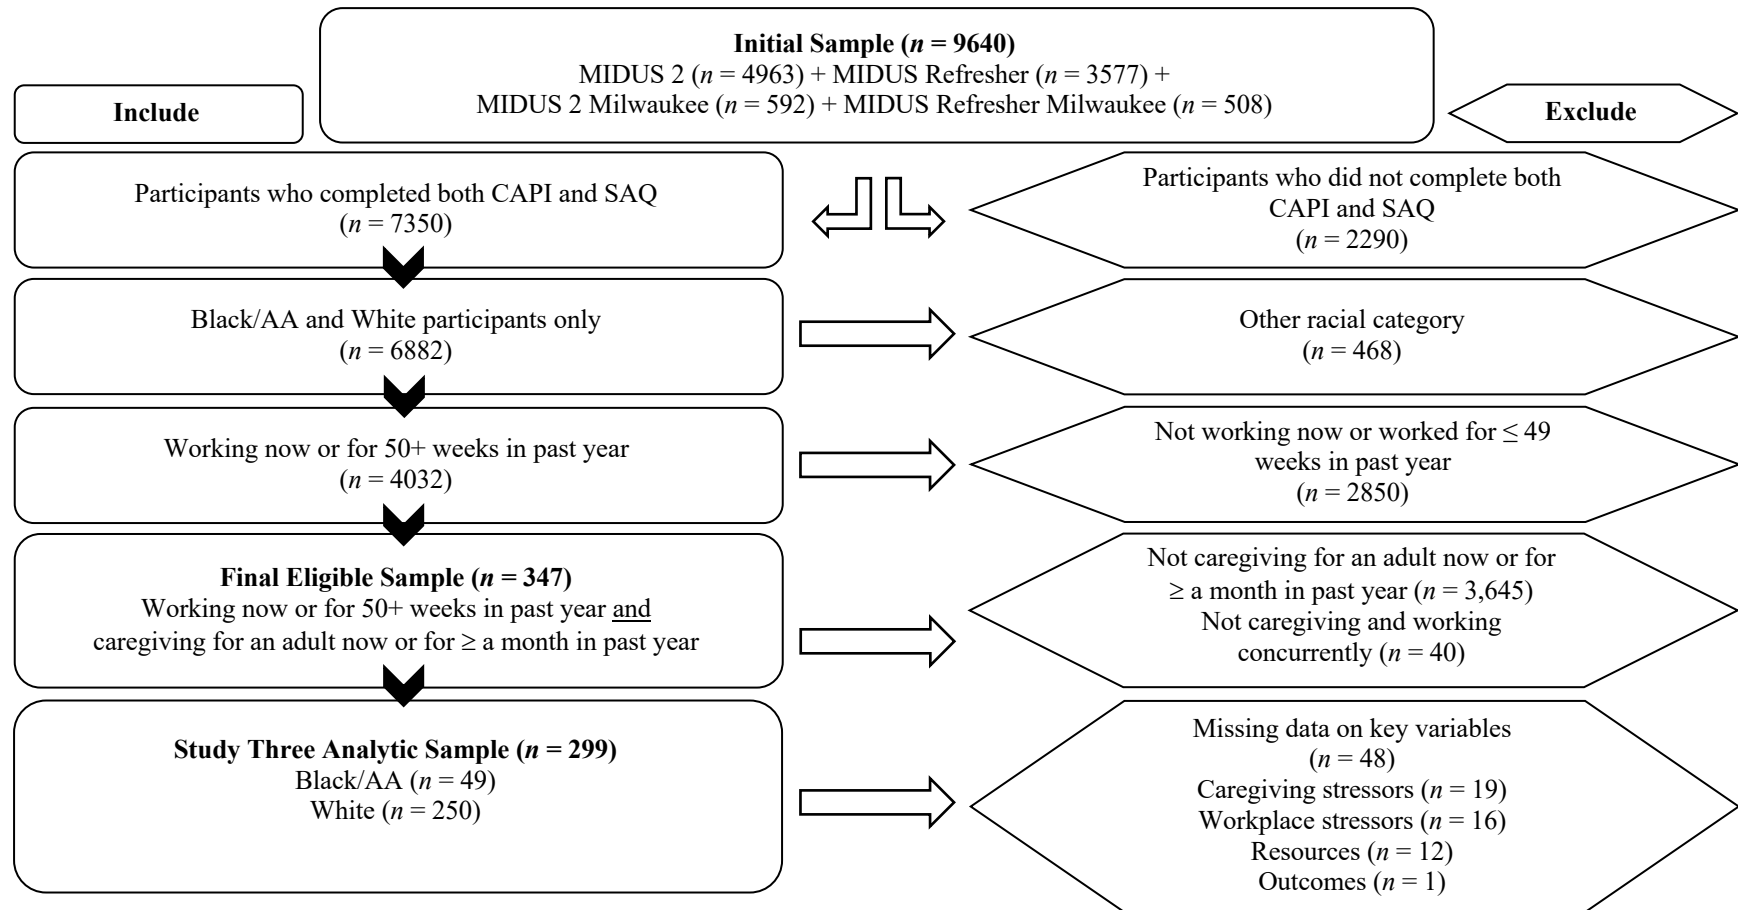 Initial Sample (n = 9640)
MIDUS 2 (n = 4963) + MIDUS Refresher (n = 3577) +
MIDUS 2 Milwaukee (n = 592) + MIDUS Refresher Milwaukee (n = 508)
Include
Exclude
Participants who completed both CAPI and SAQ
(n = 7350)
Participants who did not complete both
CAPI and SAQ
(n = 2290)
Black/AA and White participants only
(n = 6882)
Other racial category
(n = 468)
Working now or for 50+ weeks in past year
(n = 4032)
Not working now or worked for ≤ 49
weeks in past year
(n = 2850)
Final Eligible Sample (n = 347)
Working now or for 50+ weeks in past year and
caregiving for an adult now or for ≥ a month in past year
Not caregiving for an adult now or for
≥ a month in past year (n = 3,645)
Not caregiving and working
concurrently (n = 40)
Study Three Analytic Sample (n = 299)
Black/AA (n = 49)
White (n = 250)
Missing data on key variables
(n = 48)
Caregiving stressors (n = 19)
Workplace stressors (n = 16)
Resources (n = 12)
Outcomes (n = 1)